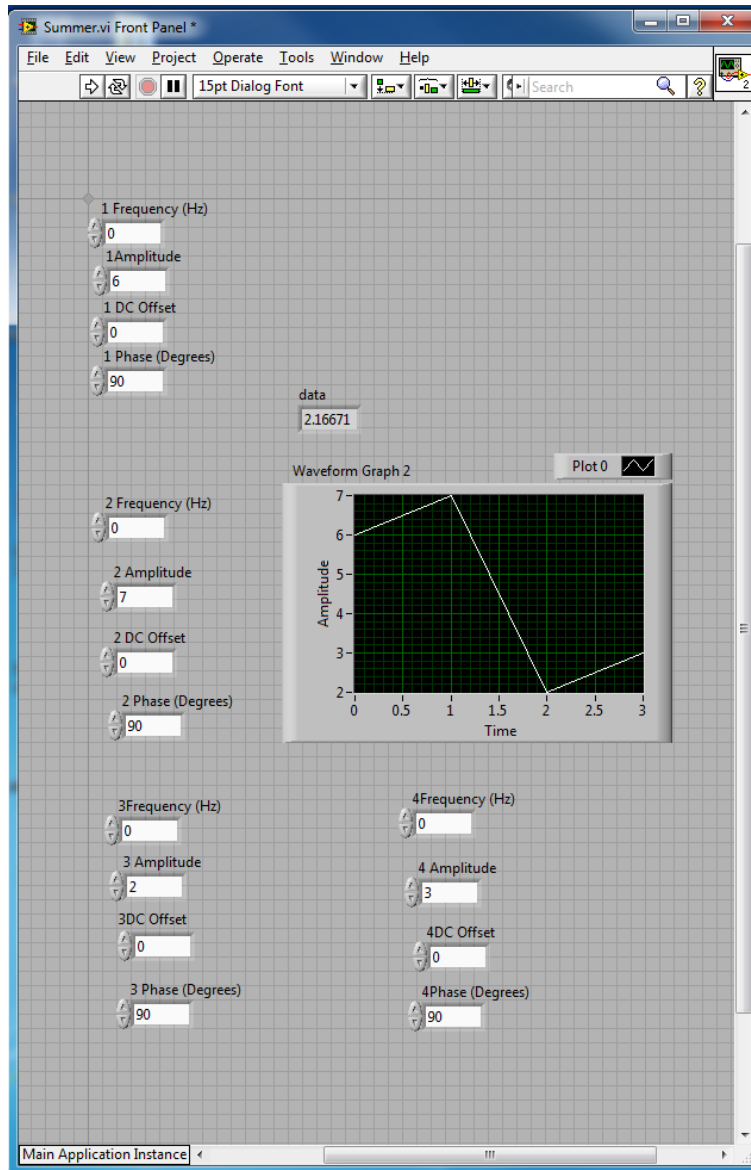 Summer.vi Front Panel *
File Edit View Project Operate Tools Window Help
15pt Dialog Font
Search
2
1 Frequency (Hz)
0
1Amplitude
6
1 DC Offset
0
1 Phase (Degrees)
90
data
2.16671
Waveform Graph 2
Plot 0
2 Frequency (Hz)
0
2 Amplitude
7
2 DC Offset
0
2 Phase (Degrees)
90
7
6
5
4
3
2
Amplitude
0 0.5 1 1.5 2 2.5 3
Time
3Frequency (Hz)
0
3 Amplitude
2
3DC Offset
0
3 Phase (Degrees)
90
4Frequency (Hz)
0
4 Amplitude
3
4DC Offset
0
4Phase (Degrees)
90
Main Application Instance